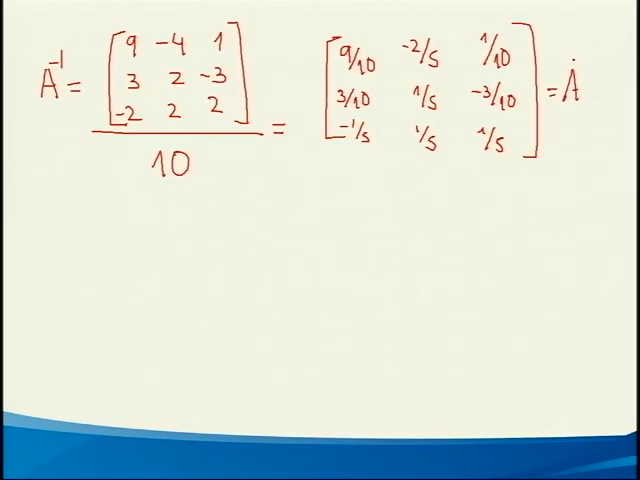 A⁻¹ = [9 -4 1; 3 2 -3; -2 2 2] / 10 = [9/10 -2/5 1/10; 3/10 1/5 -3/10; -1/5 1/5 1/5] = A